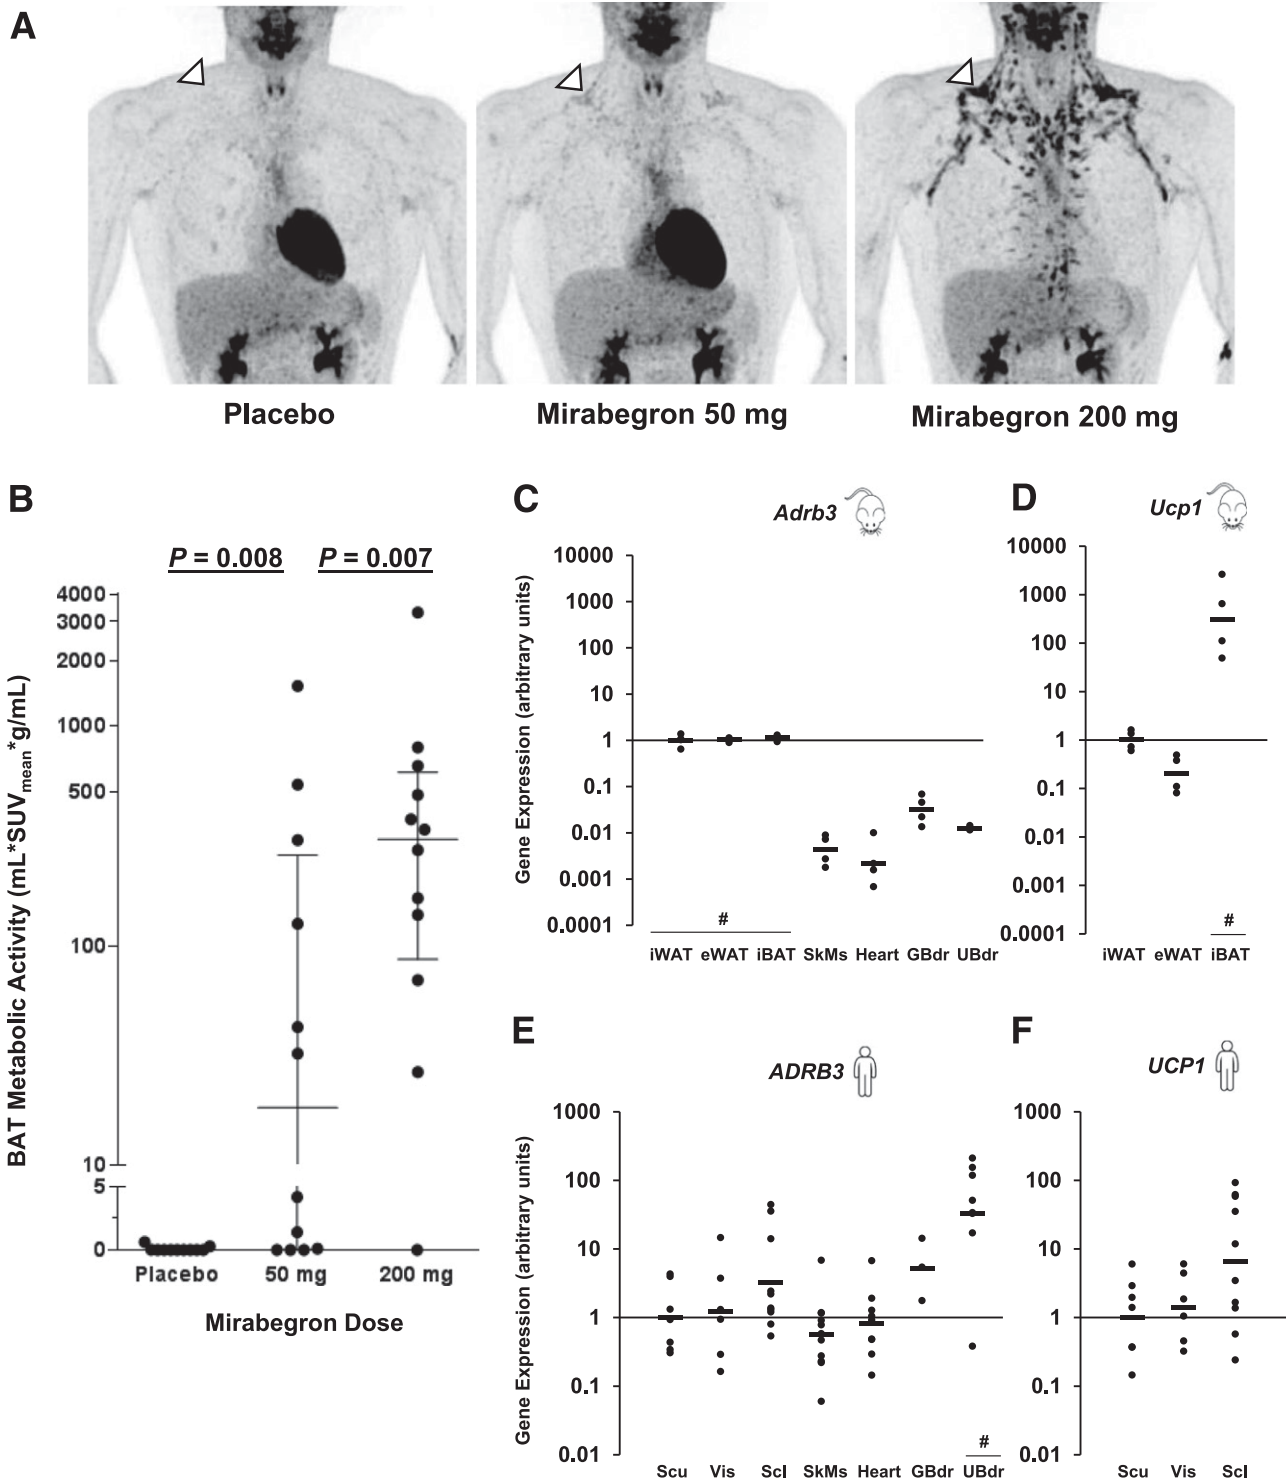 A
Placebo
Mirabegron 50 mg
Mirabegron 200 mg
B
P = 0.008
P = 0.007
BAT Metabolic Activity (mL*SUVmean*g/mL)
4000
3000
2000
1000
500
100
10
5
0
Placebo
50 mg
200 mg
Mirabegron Dose
C
Adrb3
Gene Expression (arbitrary units)
10000
1000
100
10
1
0.1
0.01
0.001
0.0001
#
iWAT eWAT iBAT SkMs Heart GBdr UBdr
D
Ucp1
10000
1000
100
10
1
0.1
0.01
0.001
0.0001
#
iWAT eWAT iBAT
E
ADRB3
Gene Expression (arbitrary units)
1000
100
10
1
0.1
0.01
#
Scu Vis Scl SkMs Heart GBdr UBdr
F
UCP1
1000
100
10
1
0.1
0.01
Scu Vis Scl